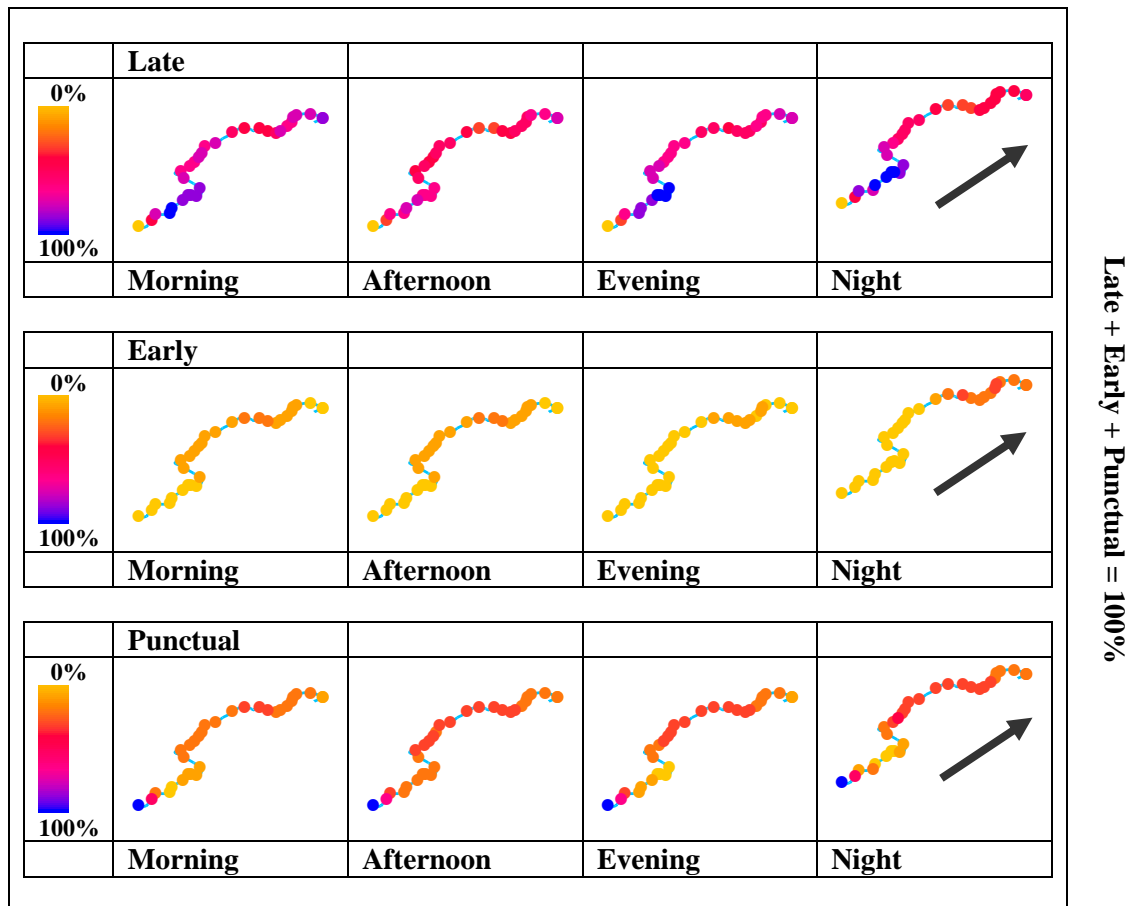 Late
0%
100%
Morning Afternoon Evening Night
Early
0%
100%
Morning Afternoon Evening Night
Punctual
0%
100%
Morning Afternoon Evening Night
Late + Early + Punctual = 100%